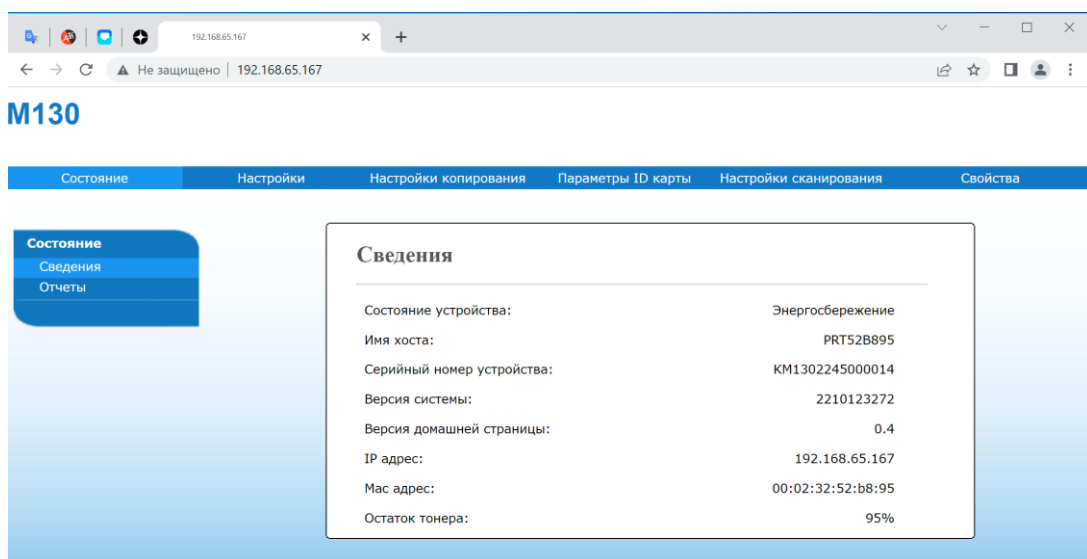 192.168.65.167
Не защищено 192.168.65.167
M130
Состояние Настройки Настройки копирования Параметры ID карты Настройки сканирования Свойства
Состояние
Сведения
Отчеты
Сведения
Состояние устройства: Энергосбережение
Имя хоста: PRT52B895
Серийный номер устройства: KM1302245000014
Версия системы: 2210123272
Версия домашней страницы: 0.4
IP адрес: 192.168.65.167
Мас адрес: 00:02:32:52:b8:95
Остаток тонера: 95%